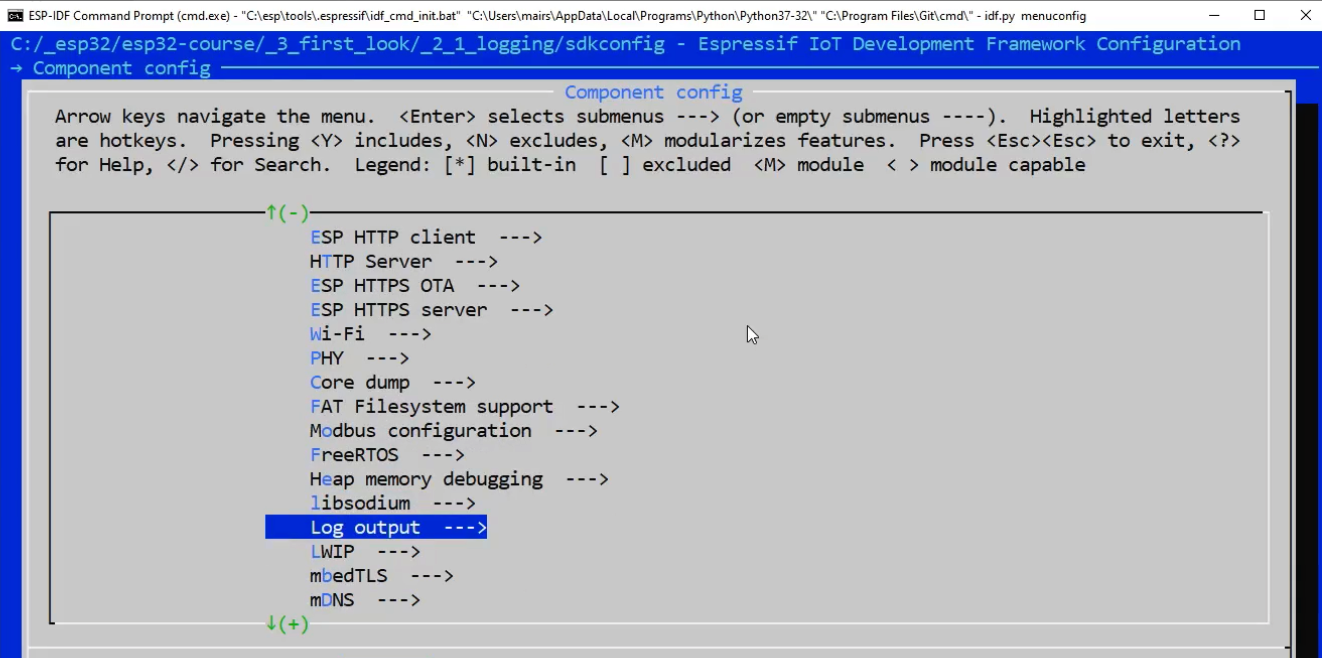 ESP-IDF Command Prompt (cmd.exe) - "C:\esp\tools\.espressif\idf_cmd_init.bat" "C:\Users\mairs\AppData\Local\Programs\Python\Python37-32\" "C:\Program Files\Git\cmd\" - idf.py menuconfig
C:/_esp32/esp32-course/_3_first_look/_2_1_logging/sdkconfig - Espressif IoT Development Framework Configuration
→ Component config
Component config
Arrow keys navigate the menu. <Enter> selects submenus ---> (or empty submenus ----). Highlighted letters
are hotkeys. Pressing <Y> includes, <N> excludes, <M> modularizes features. Press <Esc><Esc> to exit, <?>
for Help, </> for Search. Legend: [*] built-in [ ] excluded <M> module < > module capable
↑(-)
ESP HTTP client --->
HTTP Server --->
ESP HTTPS OTA --->
ESP HTTPS server --->
Wi-Fi --->
PHY --->
Core dump --->
FAT Filesystem support --->
Modbus configuration --->
FreeRTOS --->
Heap memory debugging --->
libsodium --->
Log output --->
LWIP --->
mbedTLS --->
mDNS --->
↓(+)